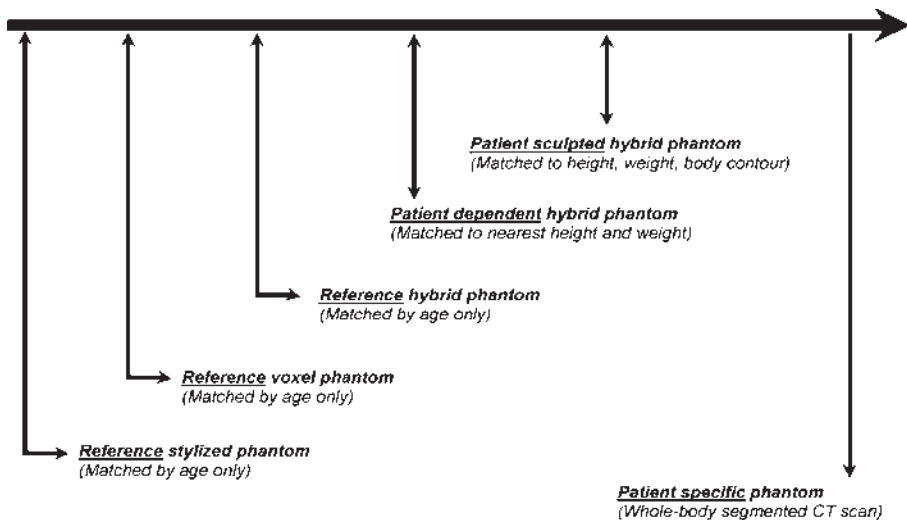 Patient sculpted hybrid phantom
(Matched to height, weight, body contour)
Patient dependent hybrid phantom
(Matched to nearest height and weight)
Reference hybrid phantom
(Matched by age only)
Reference voxel phantom
(Matched by age only)
Reference stylized phantom
(Matched by age only)
Patient specific phantom
(Whole-body segmented CT scan)